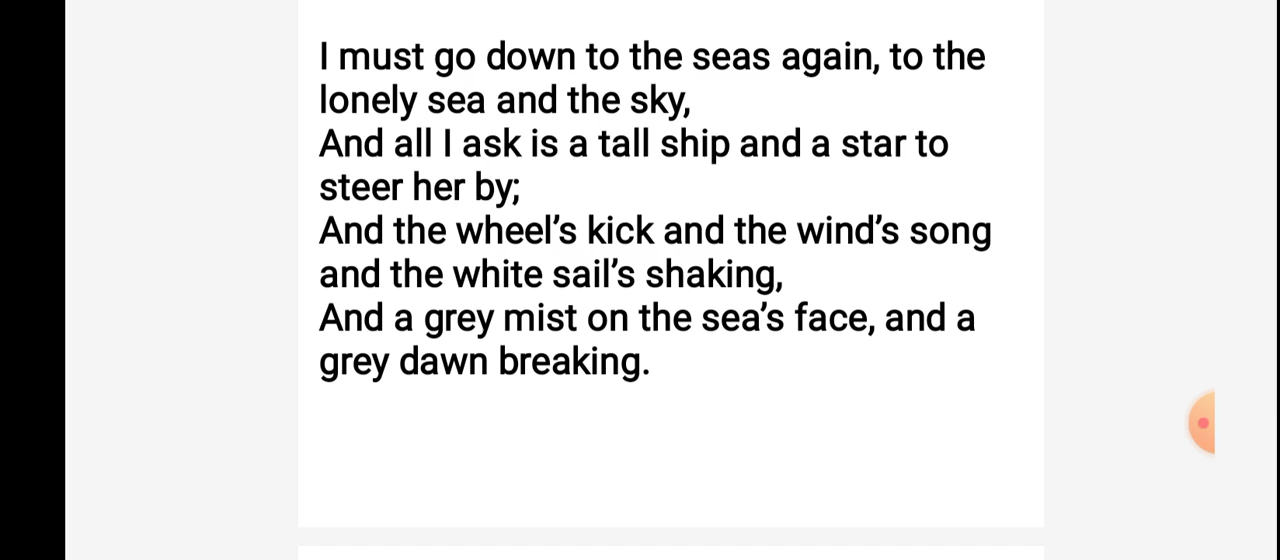 I must go down to the seas again, to the
lonely sea and the sky,
And all I ask is a tall ship and a star to
steer her by;
And the wheel’s kick and the wind’s song
and the white sail’s shaking,
And a grey mist on the sea’s face, and a
grey dawn breaking.